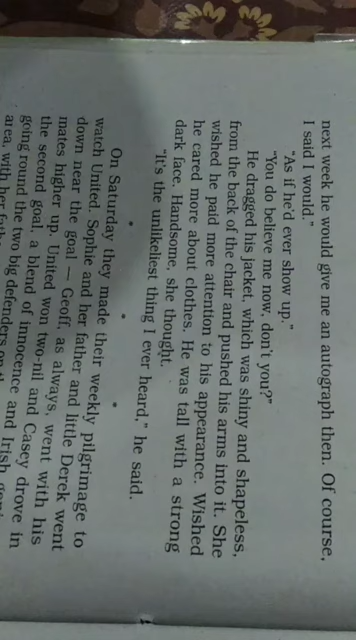 next week he would give me an autograph then. Of course,
I said I would."
"As if he'd ever show up."
"You do believe me now, don't you?"
He dragged his jacket, which was shiny and shapeless,
from the back of the chair and pushed his arms into it. She
wished he paid more attention to his appearance. Wished
he cared more about clothes. He was tall with a strong
dark face. Handsome, she thought.
"It's the unlikeliest thing I ever heard," he said.
* * *
On Saturday they made their weekly pilgrimage to
watch United. Sophie and her father and little Derek went
down near the goal — Geoff, as always, went with his
mates higher up. United won two-nil and Casey drove in
the second goal, a blend of innocence and Irish
going round the two big defenders on the
area, with her